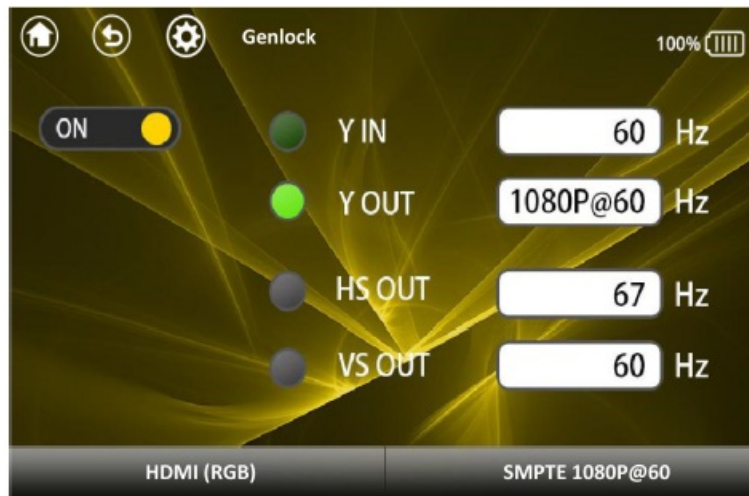 Genlock 100%
ON Y IN 60 Hz
Y OUT 1080P@60 Hz
HS OUT 67 Hz
VS OUT 60 Hz
HDMI (RGB) SMPTE 1080P@60